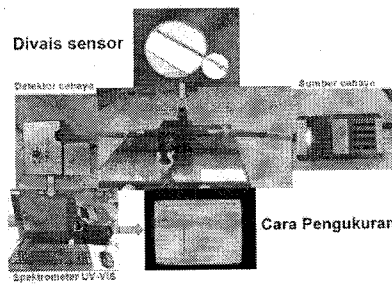 Divais sensor
Detektor cahaya
Sumber cahaya
Cara Pengukuran
Spektrometer UV-VIS